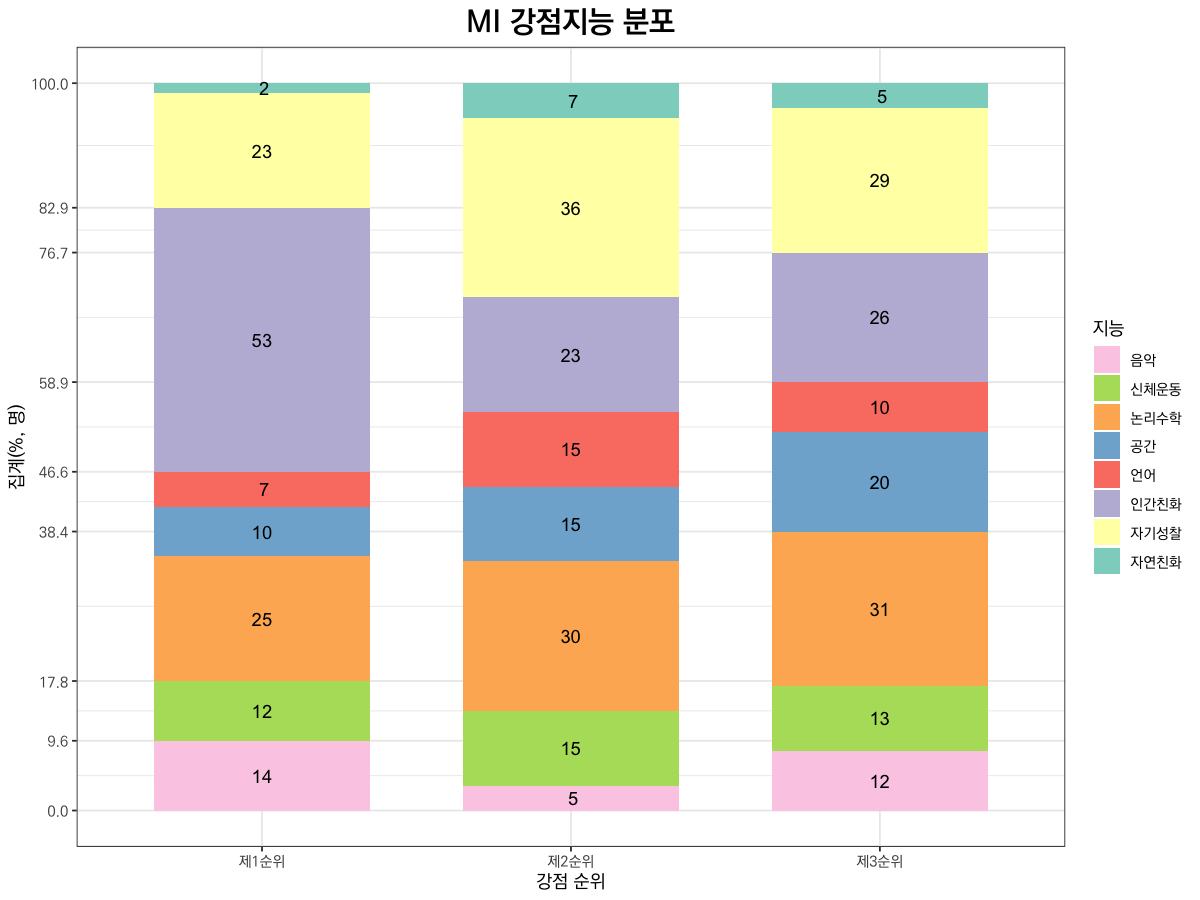 MI 강점지능 분포
집계(%, 명)
100.0
82.9
76.7
58.9
46.6
38.4
17.8
9.6
0.0
2
23
53
7
10
25
12
14
7
36
23
15
15
30
15
5
5
29
26
10
20
31
13
12
제1순위
제2순위
제3순위
강점 순위
지능
음악
신체운동
논리수학
공간
언어
인간친화
자기성찰
자연친화